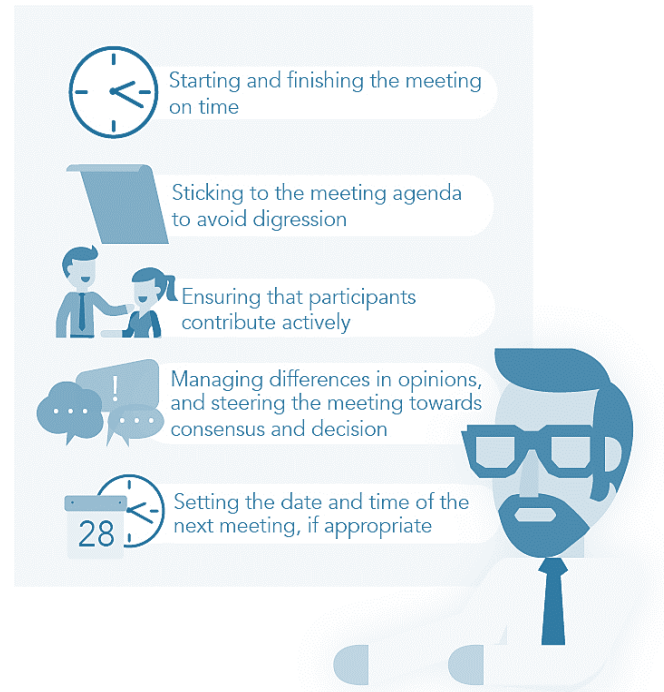 Starting and finishing the meeting
on time
Sticking to the meeting agenda
to avoid digression
Ensuring that participants
contribute actively
!
Managing differences in opinions,
and steering the meeting towards
consensus and decision
28
Setting the date and time of the
next meeting, if appropriate